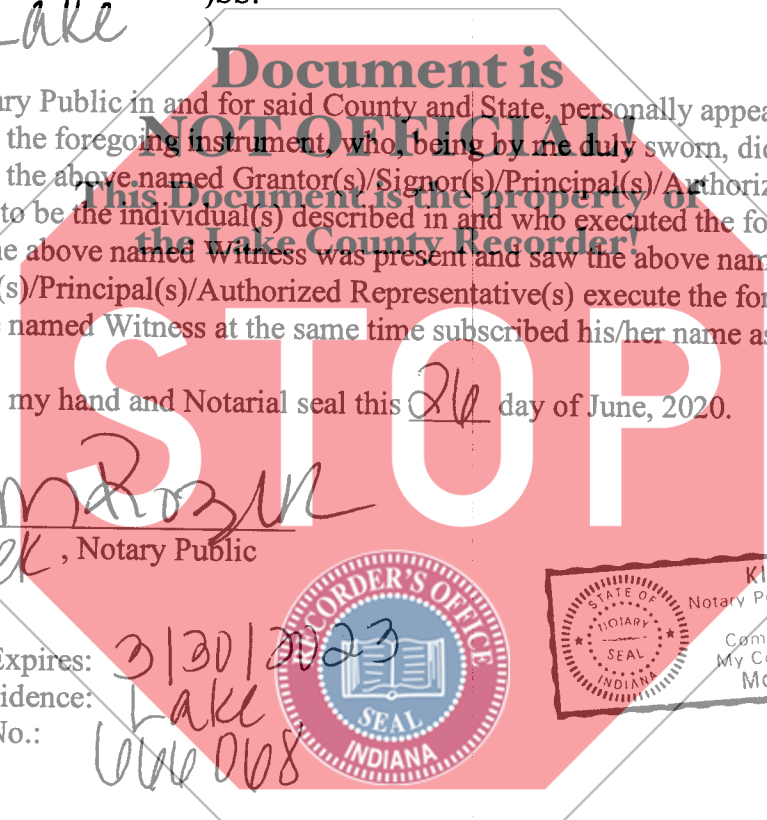 )ss:
Lake )
Document is
ary Public in and for said County and State, personally appea
NOT OFFICIAL!
the foregoing instrument, who, being by me duly sworn, did
the above named Grantor(s)/Signor(s)/Principal(s)/Authoriz
This Document is the property of
to be the individual(s) described in and who executed the fo
the Lake County Recorder!
e above named Witness was present and saw the above nam
(s)/Principal(s)/Authorized Representative(s) execute the for
named Witness at the same time subscribed his/her name as
STOP
my hand and Notarial seal this 26 day of June, 2020.
, Notary Public
RECORDER'S OFFICE
SEAL
INDIANA
KI
Notary P
STATE OF
NOTARY
SEAL
INDIANA
Com
My Co
Mo
Expires: 3/30/2023
idence: Lake
No.: 666068